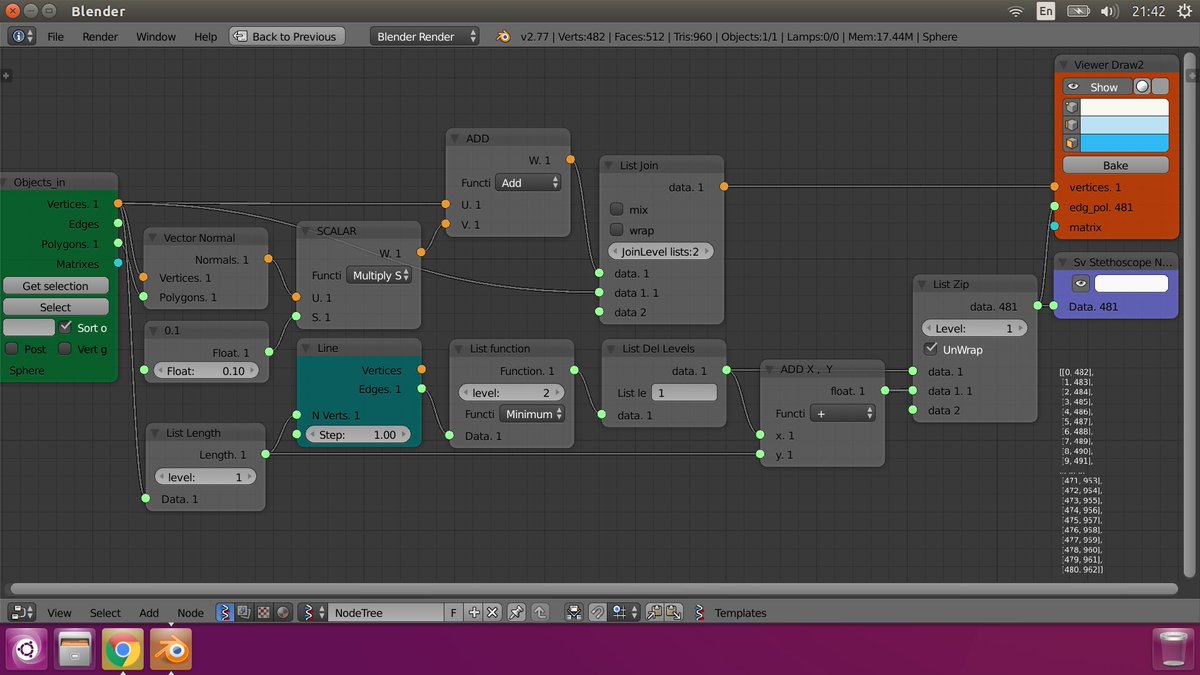 Blender
En
21:42
File Render Window Help Back to Previous Blender Render v2.77 | Verts:482 | Faces:512 | Tris:960 | Objects:1/1 | Lamps:0/0 | Mem:17.44M | Sphere
Objects_in
Vertices. 1
Edges
Polygons. 1
Matrixes
Get selection
Select
Sort o
Post Vert g
Sphere
Vector Normal
Normals. 1
Vertices. 1
Polygons. 1
0.1
Float. 1
Float: 0.10
List Length
Length. 1
level: 1
Data. 1
SCALAR
W. 1
Functi Multiply S
U. 1
S. 1
Line
Vertices
Edges. 1
N Verts. 1
Step: 1.00
ADD
W. 1
Functi Add
U. 1
V. 1
List function
Function. 1
level: 2
Functi Minimum
Data. 1
List Join
data. 1
mix
wrap
JoinLevel lists:2
data. 1
data 1. 1
data 2
List Del Levels
data. 1
List le 1
data. 1
ADD X , Y
float. 1
Functi +
x. 1
y. 1
List Zip
data. 481
Level: 1
UnWrap
data. 1
data 1. 1
data 2
Viewer Draw2
Show
Bake
vertices. 1
edg_pol. 481
matrix
Sv Stethoscope N...
Data. 481
[[0, 482],
[1, 483],
[2, 484],
[3, 485],
[4, 486],
[5, 487],
[6, 488],
[7, 489],
[8, 490],
[9, 491],
... ... ...
[471, 953],
[472, 954],
[473, 955],
[474, 956],
[475, 957],
[476, 958],
[477, 959],
[478, 960],
[479, 961],
[480, 962]]
View Select Add Node NodeTree F Templates